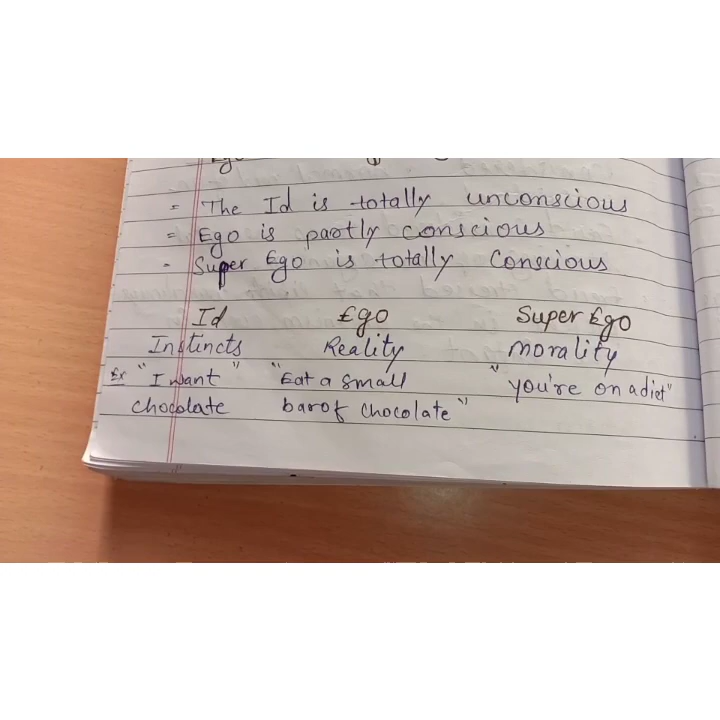 = The Id is totally unconscious
= Ego is partly conscious
- Super Ego is totally Conscious
Id Ego Super Ego
Instincts Reality morality
Ex "I want" "Eat a small "you're on a diet"
chocolate bar of chocolate"